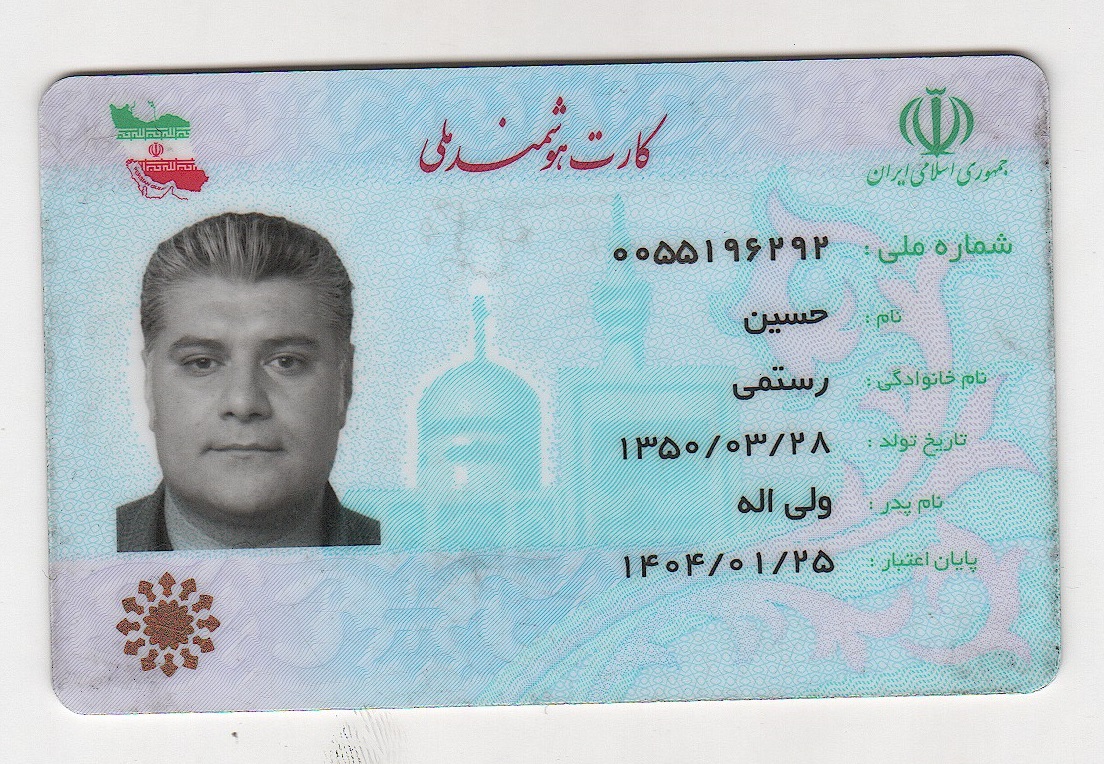 کارت هوشمند ملی
جمهوری اسلامی ایران
شماره ملی : ۰۰۵۵۱۹۶۲۹۲
نام : حسین
نام خانوادگی : رستمی
تاریخ تولد : ۱۳۵۰/۰۳/۲۸
نام پدر : ولی اله
پایان اعتبار : ۱۴۰۴/۰۱/۲۵